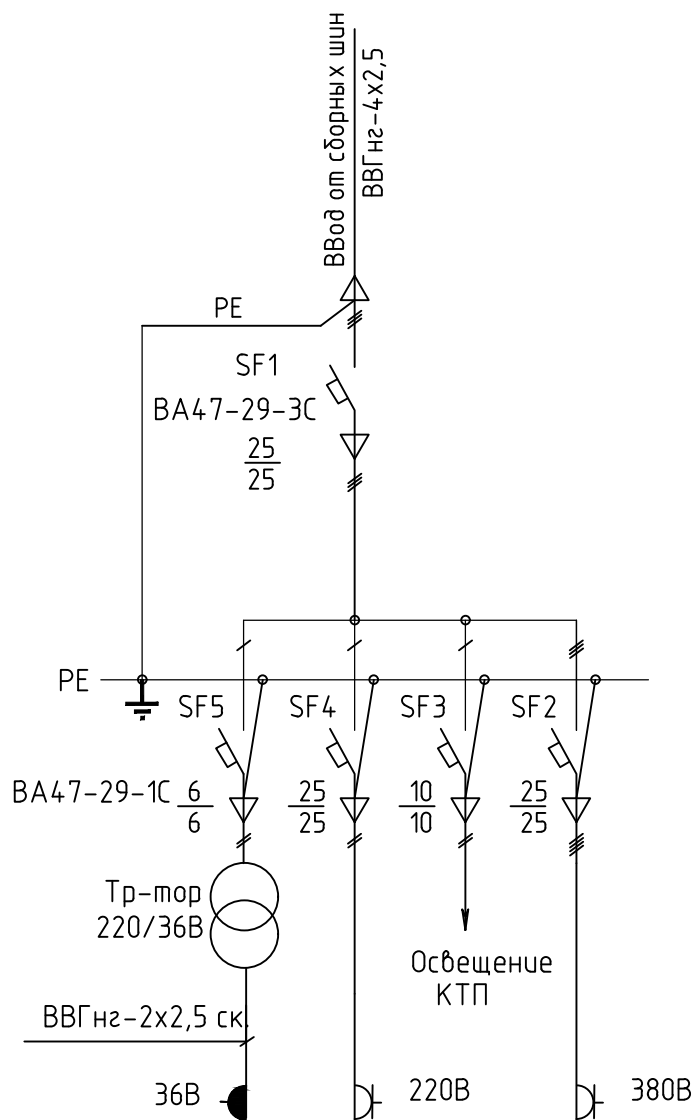 ВВод от сборных шин
ВВГнг-4х2,5
PE
SF1
ВА47-29-3С
25
25
PE
SF5
SF4
SF3
SF2
ВА47-29-1С
6
6
25
25
10
10
25
25
Тр-тор
220/36В
Освещение
КТП
ВВГнг-2х2,5 ск.
36В
220В
380В